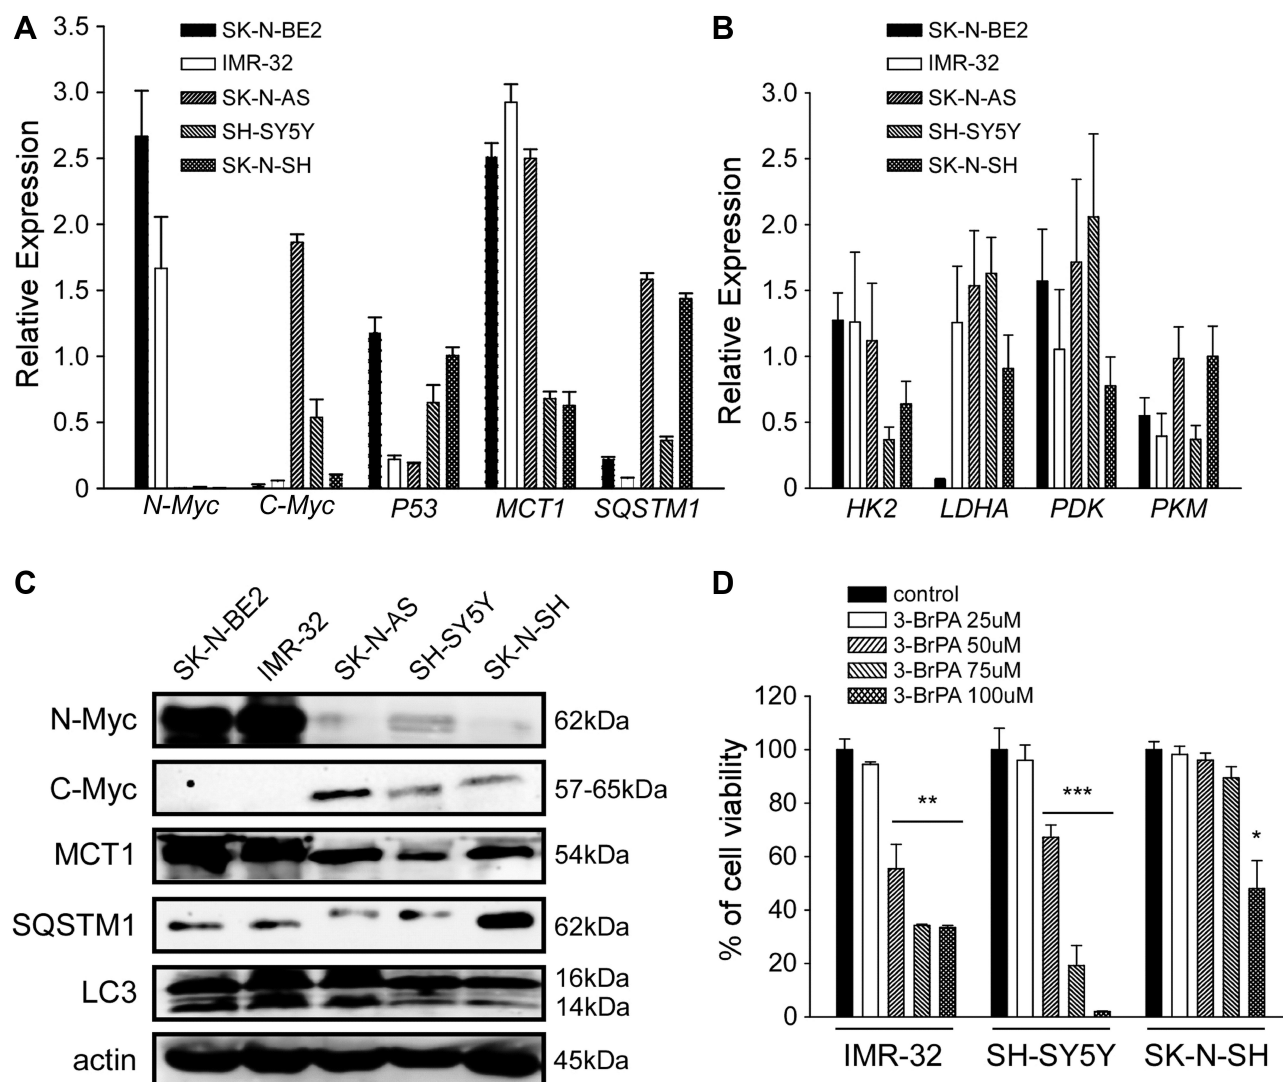 A
SK-N-BE2
IMR-32
SK-N-AS
SH-SY5Y
SK-N-SH
Relative Expression
3.5
3.0
2.5
2.0
1.5
1.0
0.5
0
N-Myc C-Myc P53 MCT1 SQSTM1
B
SK-N-BE2
IMR-32
SK-N-AS
SH-SY5Y
SK-N-SH
Relative Expression
3.0
2.5
2.0
1.5
1.0
0.5
0
HK2 LDHA PDK PKM
C
SK-N-BE2 IMR-32 SK-N-AS SH-SY5Y SK-N-SH
N-Myc 62kDa
C-Myc 57-65kDa
MCT1 54kDa
SQSTM1 62kDa
LC3 16kDa
14kDa
actin 45kDa
D
control
3-BrPA 25uM
3-BrPA 50uM
3-BrPA 75uM
3-BrPA 100uM
% of cell viability
120
100
80
60
40
20
0
** *** *
IMR-32 SH-SY5Y SK-N-SH